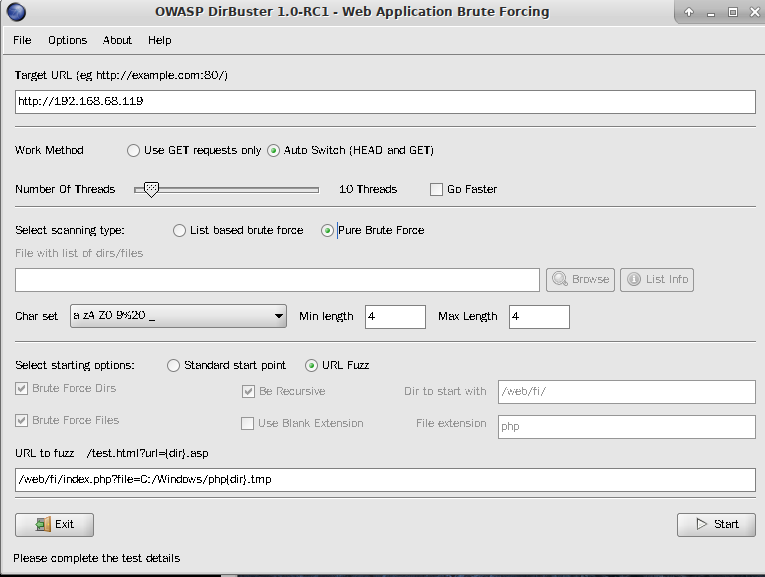 OWASP DirBuster 1.0-RC1 - Web Application Brute Forcing
File Options About Help
Target URL (eg http://example.com:80/)
http://192.168.68.119
Work Method Use GET requests only Auto Switch (HEAD and GET)
Number Of Threads 10 Threads Go Faster
Select scanning type: List based brute force Pure Brute Force
File with list of dirs/files
Browse List Info
Char set a zA Z0 9%20 _ Min length 4 Max Length 4
Select starting options: Standard start point URL Fuzz
Brute Force Dirs Be Recursive Dir to start with /web/fi/
Brute Force Files Use Blank Extension File extension php
URL to fuzz /test.html?url={dir}.asp
/web/fi/index.php?file=C:/Windows/php{dir}.tmp
Exit Start
Please complete the test details